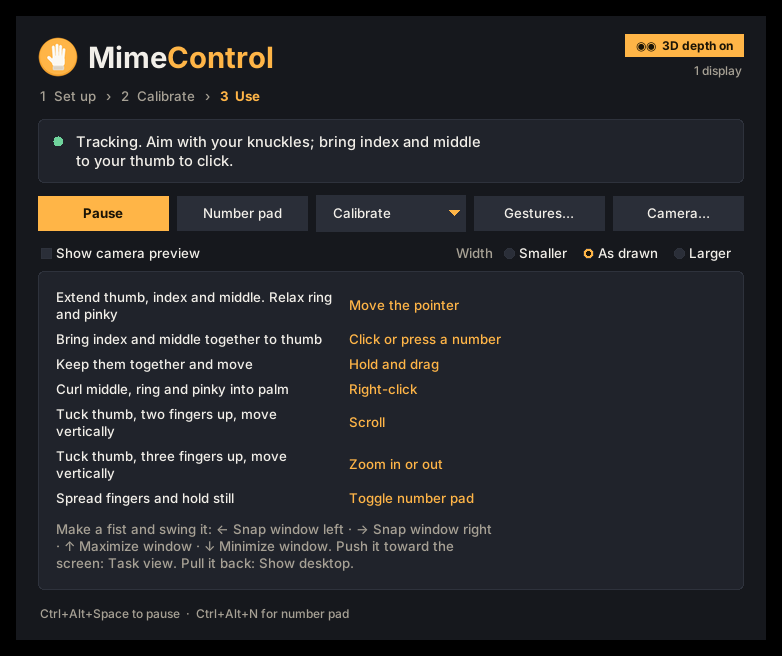 MimeControl
3D depth on
1 display
1 Set up › 2 Calibrate › 3 Use
Tracking. Aim with your knuckles; bring index and middle
to your thumb to click.
Pause
Number pad
Calibrate
Gestures...
Camera...
Show camera preview
Width
Smaller
As drawn
Larger
Extend thumb, index and middle. Relax ring
and pinky
Move the pointer
Bring index and middle together to thumb
Click or press a number
Keep them together and move
Hold and drag
Curl middle, ring and pinky into palm
Right-click
Tuck thumb, two fingers up, move
vertically
Scroll
Tuck thumb, three fingers up, move
vertically
Zoom in or out
Spread fingers and hold still
Toggle number pad
Make a fist and swing it: ← Snap window left · → Snap window right
· ↑ Maximize window · ↓ Minimize window. Push it toward the
screen: Task view. Pull it back: Show desktop.
Ctrl+Alt+Space to pause · Ctrl+Alt+N for number pad